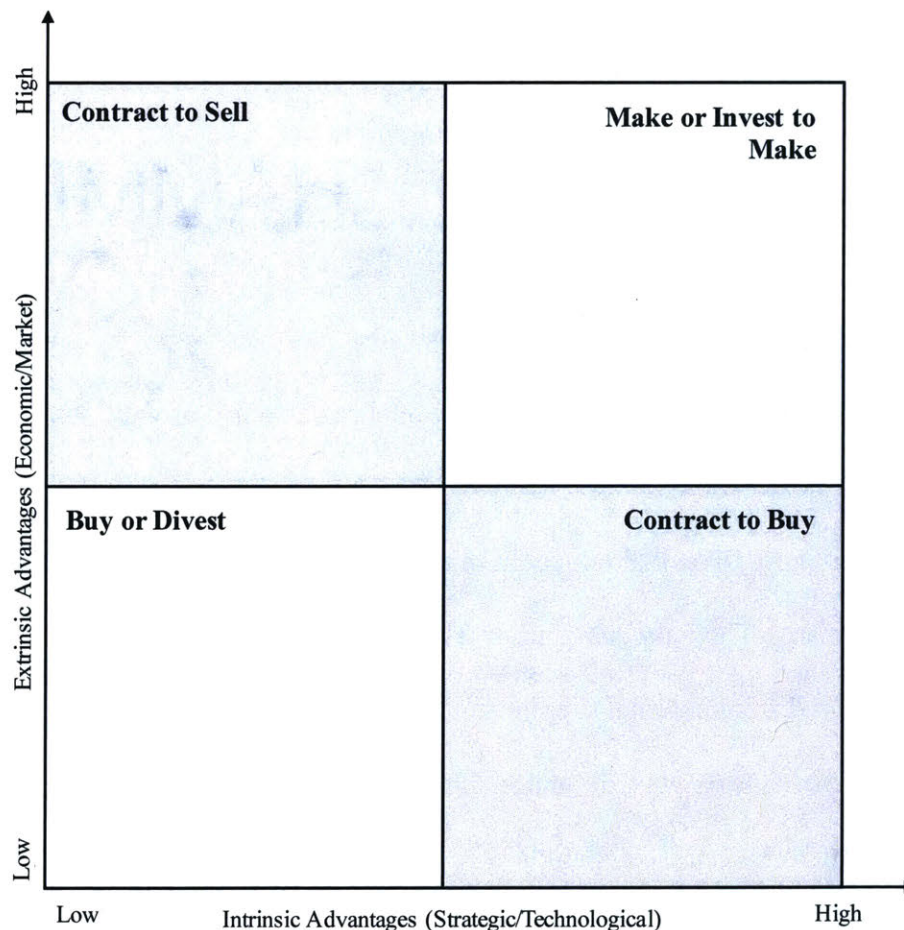 High
Contract to Sell
Make or Invest to
Make
Extrinsic Advantages (Economic/Market)
Buy or Divest
Contract to Buy
Low
Low
Intrinsic Advantages (Strategic/Technological)
High